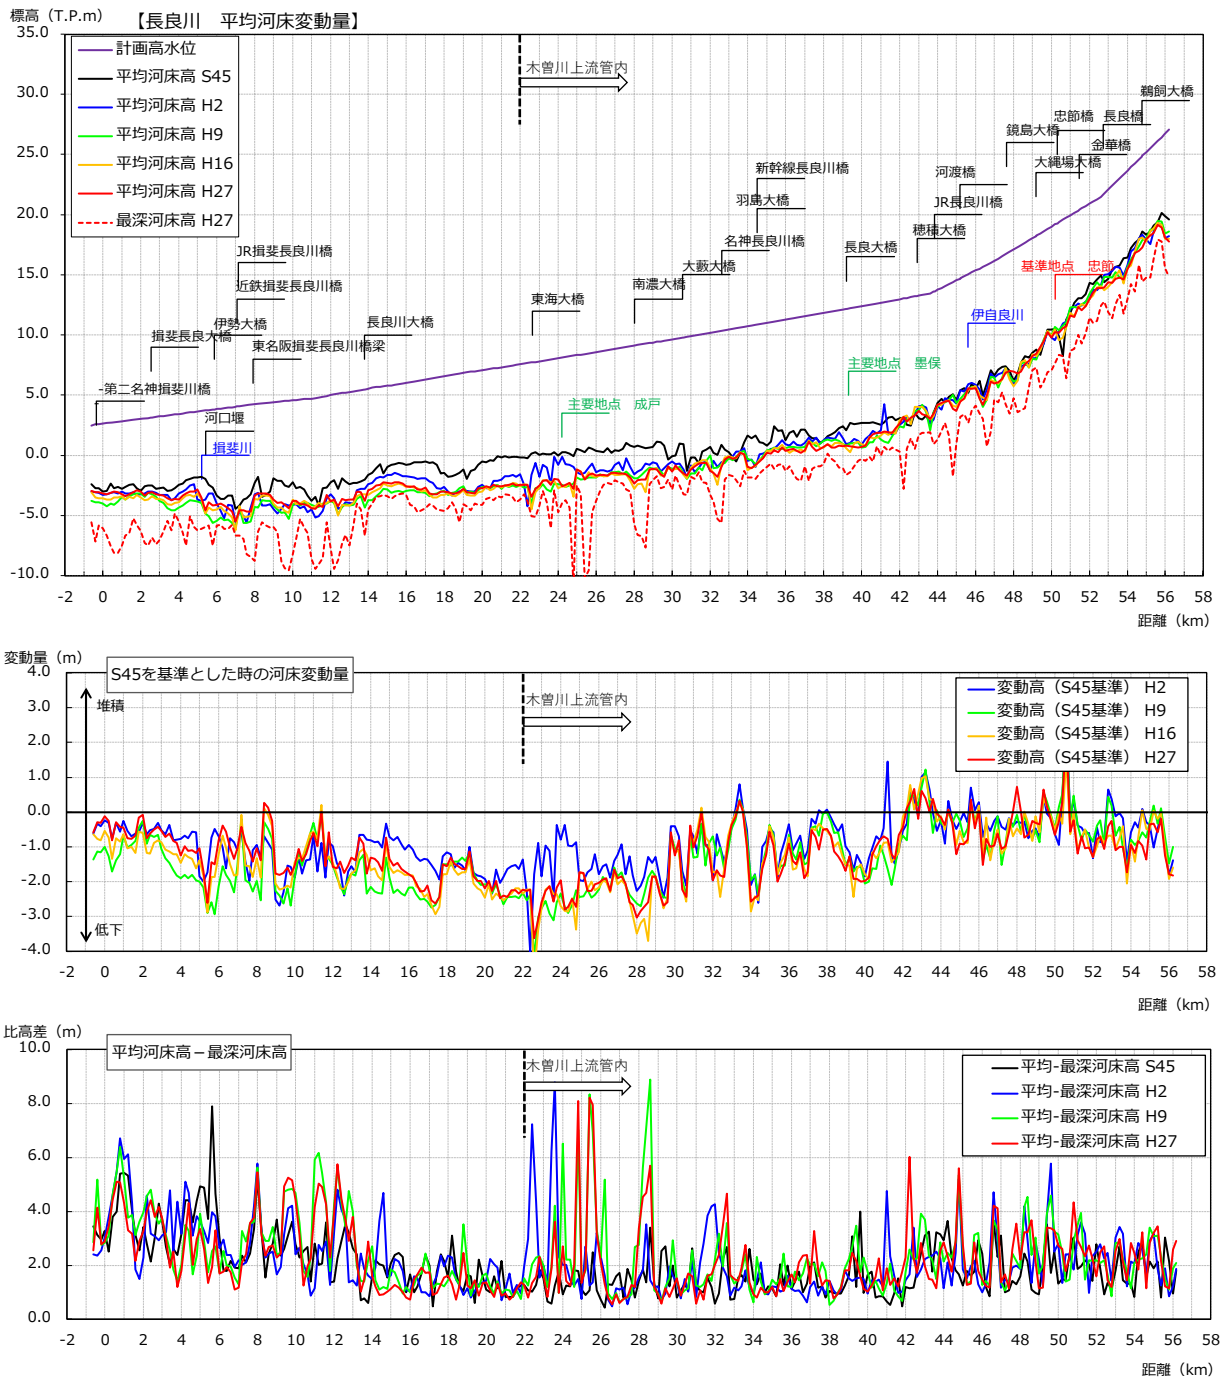 標高（T.P.m）
【長良川　平均河床変動量】
35.0
30.0
25.0
20.0
15.0
10.0
5.0
0.0
-5.0
-10.0
計画高水位
平均河床高 S45
平均河床高 H2
平均河床高 H9
平均河床高 H16
平均河床高 H27
最深河床高 H27
木曽川上流管内
鵜飼大橋
忠節橋
長良橋
鏡島大橋
金華橋
大縄場大橋
新幹線長良川橋
河渡橋
羽島大橋
JR長良川橋
穂積大橋
名神長良川橋
長良大橋
JR揖斐長良川橋
大藪大橋
基準地点　忠節
近鉄揖斐長良川橋
南濃大橋
東海大橋
伊勢大橋
長良川大橋
伊自良川
揖斐長良大橋
東名阪揖斐長良川橋梁
主要地点　墨俣
-第二名神揖斐川橋
主要地点　成戸
河口堰
揖斐川
-2 0 2 4 6 8 10 12 14 16 18 20 22 24 26 28 30 32 34 36 38 40 42 44 46 48 50 52 54 56 58
距離（km）
変動量（m）
S45を基準とした時の河床変動量
4.0
3.0
2.0
1.0
0.0
-1.0
-2.0
-3.0
-4.0
堆積
低下
木曽川上流管内
変動高（S45基準） H2
変動高（S45基準） H9
変動高（S45基準） H16
変動高（S45基準） H27
-2 0 2 4 6 8 10 12 14 16 18 20 22 24 26 28 30 32 34 36 38 40 42 44 46 48 50 52 54 56 58
距離（km）
比高差（m）
平均河床高－最深河床高
10.0
8.0
6.0
4.0
2.0
0.0
木曽川上流管内
平均-最深河床高 S45
平均-最深河床高 H2
平均-最深河床高 H9
平均-最深河床高 H27
-2 0 2 4 6 8 10 12 14 16 18 20 22 24 26 28 30 32 34 36 38 40 42 44 46 48 50 52 54 56 58
距離（km）